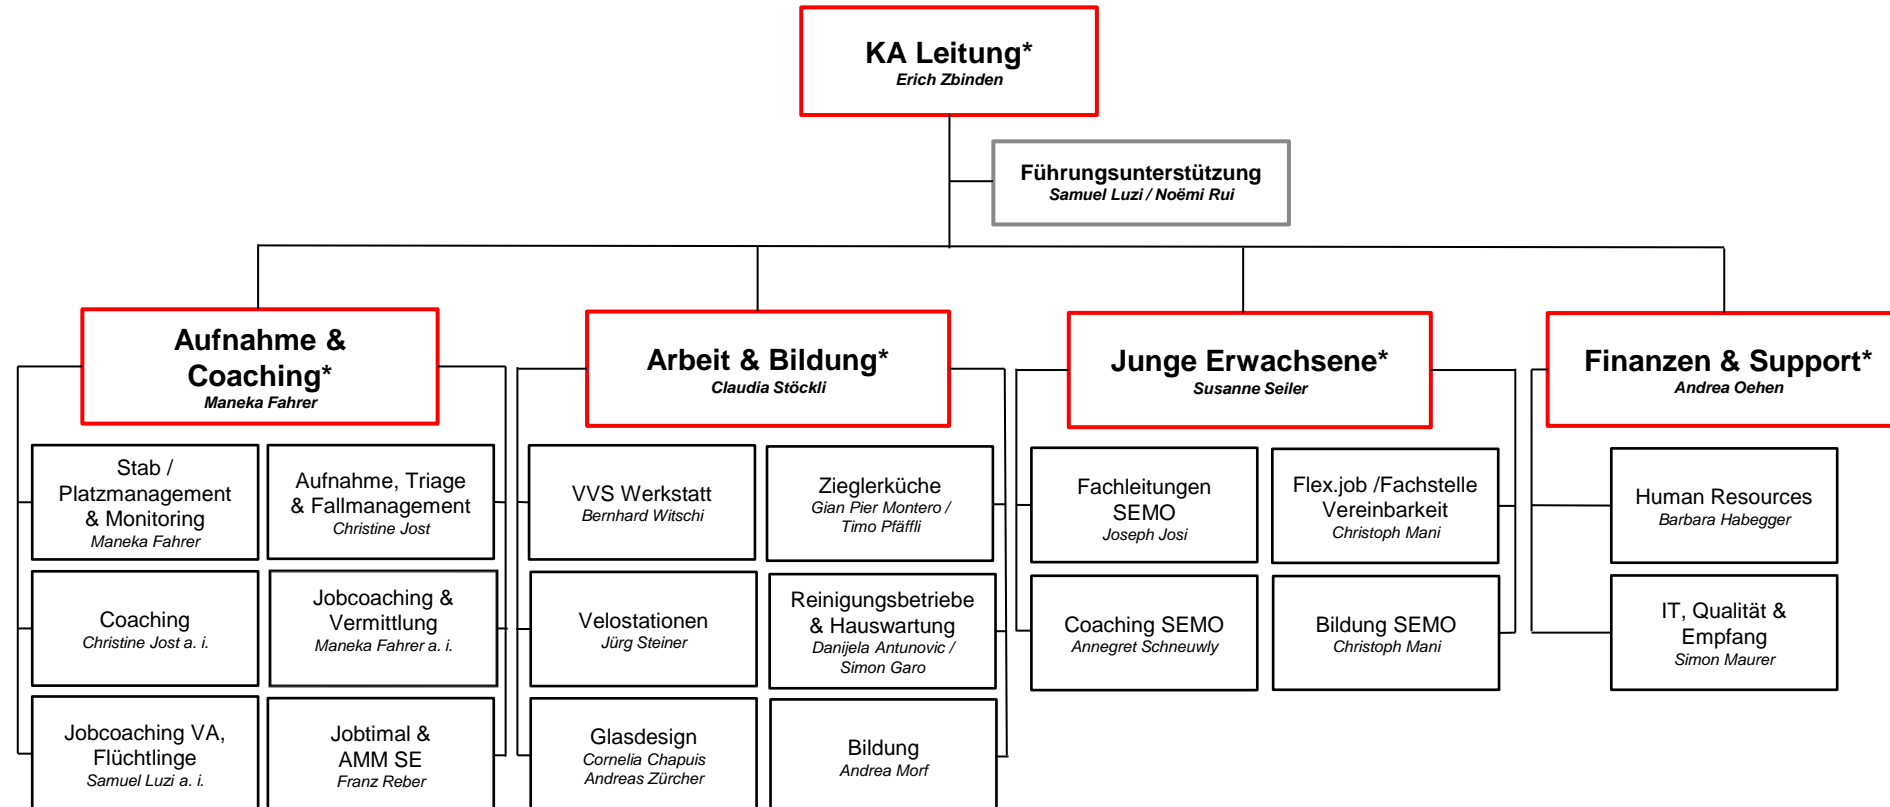 KA Leitung*
Erich Zbinden
Führungsunterstützung
Samuel Luzi / Noëmi Rui
Aufnahme &
Coaching*
Maneka Fahrer
Arbeit & Bildung*
Claudia Stöckli
Junge Erwachsene*
Susanne Seiler
Finanzen & Support*
Andrea Oehen
Stab /
Platzmanagement
& Monitoring
Maneka Fahrer
Aufnahme, Triage
& Fallmanagement
Christine Jost
VVS Werkstatt
Bernhard Witschi
Zieglerküche
Gian Pier Montero /
Timo Pfäffli
Fachleitungen
SEMO
Joseph Josi
Flex.job /Fachstelle
Vereinbarkeit
Christoph Mani
Human Resources
Barbara Habegger
Coaching
Christine Jost a. i.
Jobcoaching &
Vermittlung
Maneka Fahrer a. i.
Velostationen
Jürg Steiner
Reinigungsbetriebe
& Hauswartung
Danijela Antunovic /
Simon Garo
Coaching SEMO
Annegret Schneuwly
Bildung SEMO
Christoph Mani
IT, Qualität &
Empfang
Simon Maurer
Jobcoaching VA,
Flüchtlinge
Samuel Luzi a. i.
Jobtimal &
AMM SE
Franz Reber
Glasdesign
Cornelia Chapuis
Andreas Zürcher
Bildung
Andrea Morf